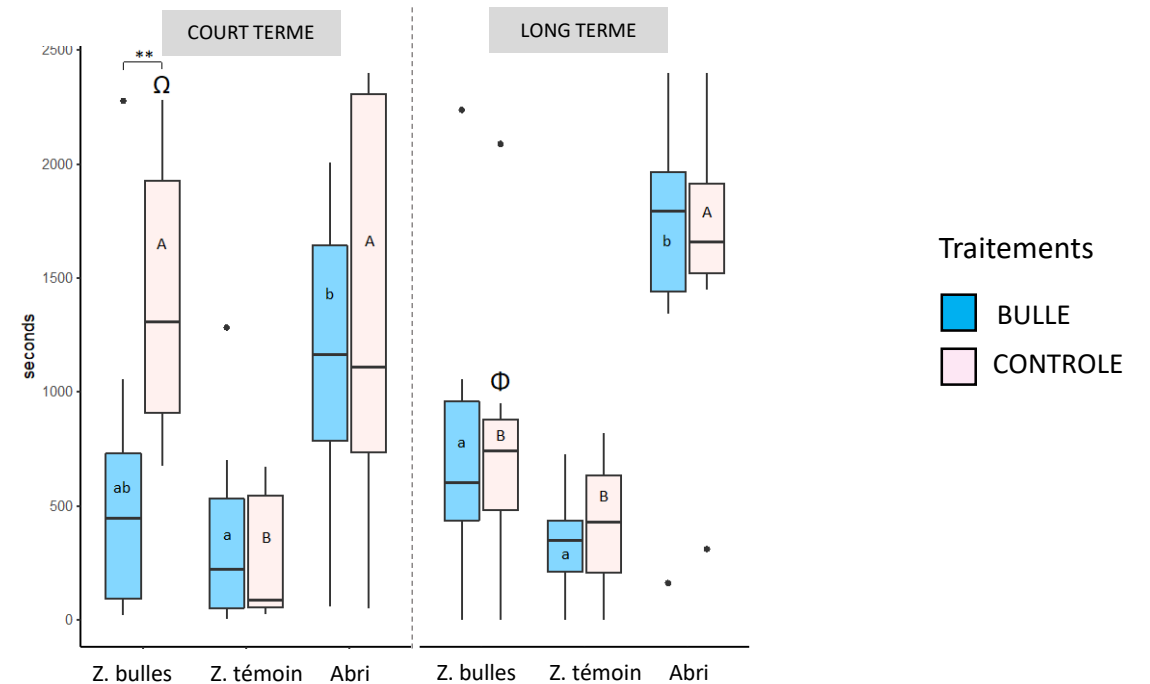 COURT TERME
LONG TERME
seconds
2500
2000
1500
1000
500
0
**
Ω
A
ab
a
B
b
A
Φ
a
B
a
B
b
A
Z. bulles
Z. témoin
Abri
Z. bulles
Z. témoin
Abri
Traitements
BULLE
CONTROLE